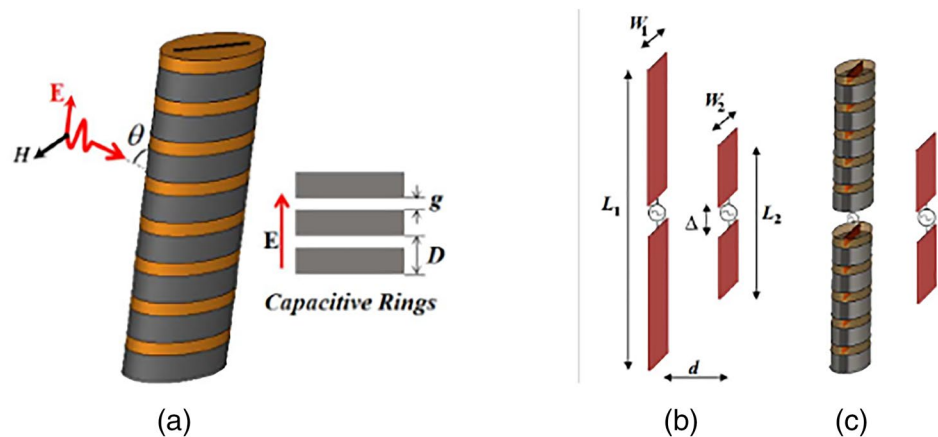 E
H
θ
E
g
D
Capacitive Rings
(a)
W₁
L₁
W₂
Δ
L₂
d
(b)
(c)